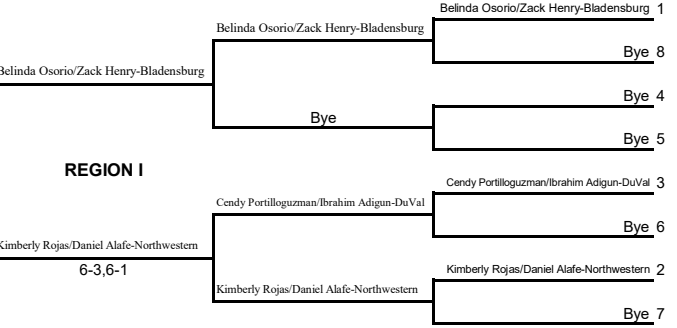 Belinda Osorio/Zack Henry-Bladensburg 1
Belinda Osorio/Zack Henry-Bladensburg
Bye 8
Belinda Osorio/Zack Henry-Bladensburg
Bye 4
Bye
Bye 5
REGION I
Cendy Portilloguzman/Ibrahim Adigun-DuVal 3
Cendy Portilloguzman/Ibrahim Adigun-DuVal
Bye 6
Kimberly Rojas/Daniel Alafe-Northwestern
6-3,6-1
Kimberly Rojas/Daniel Alafe-Northwestern 2
Kimberly Rojas/Daniel Alafe-Northwestern
Bye 7